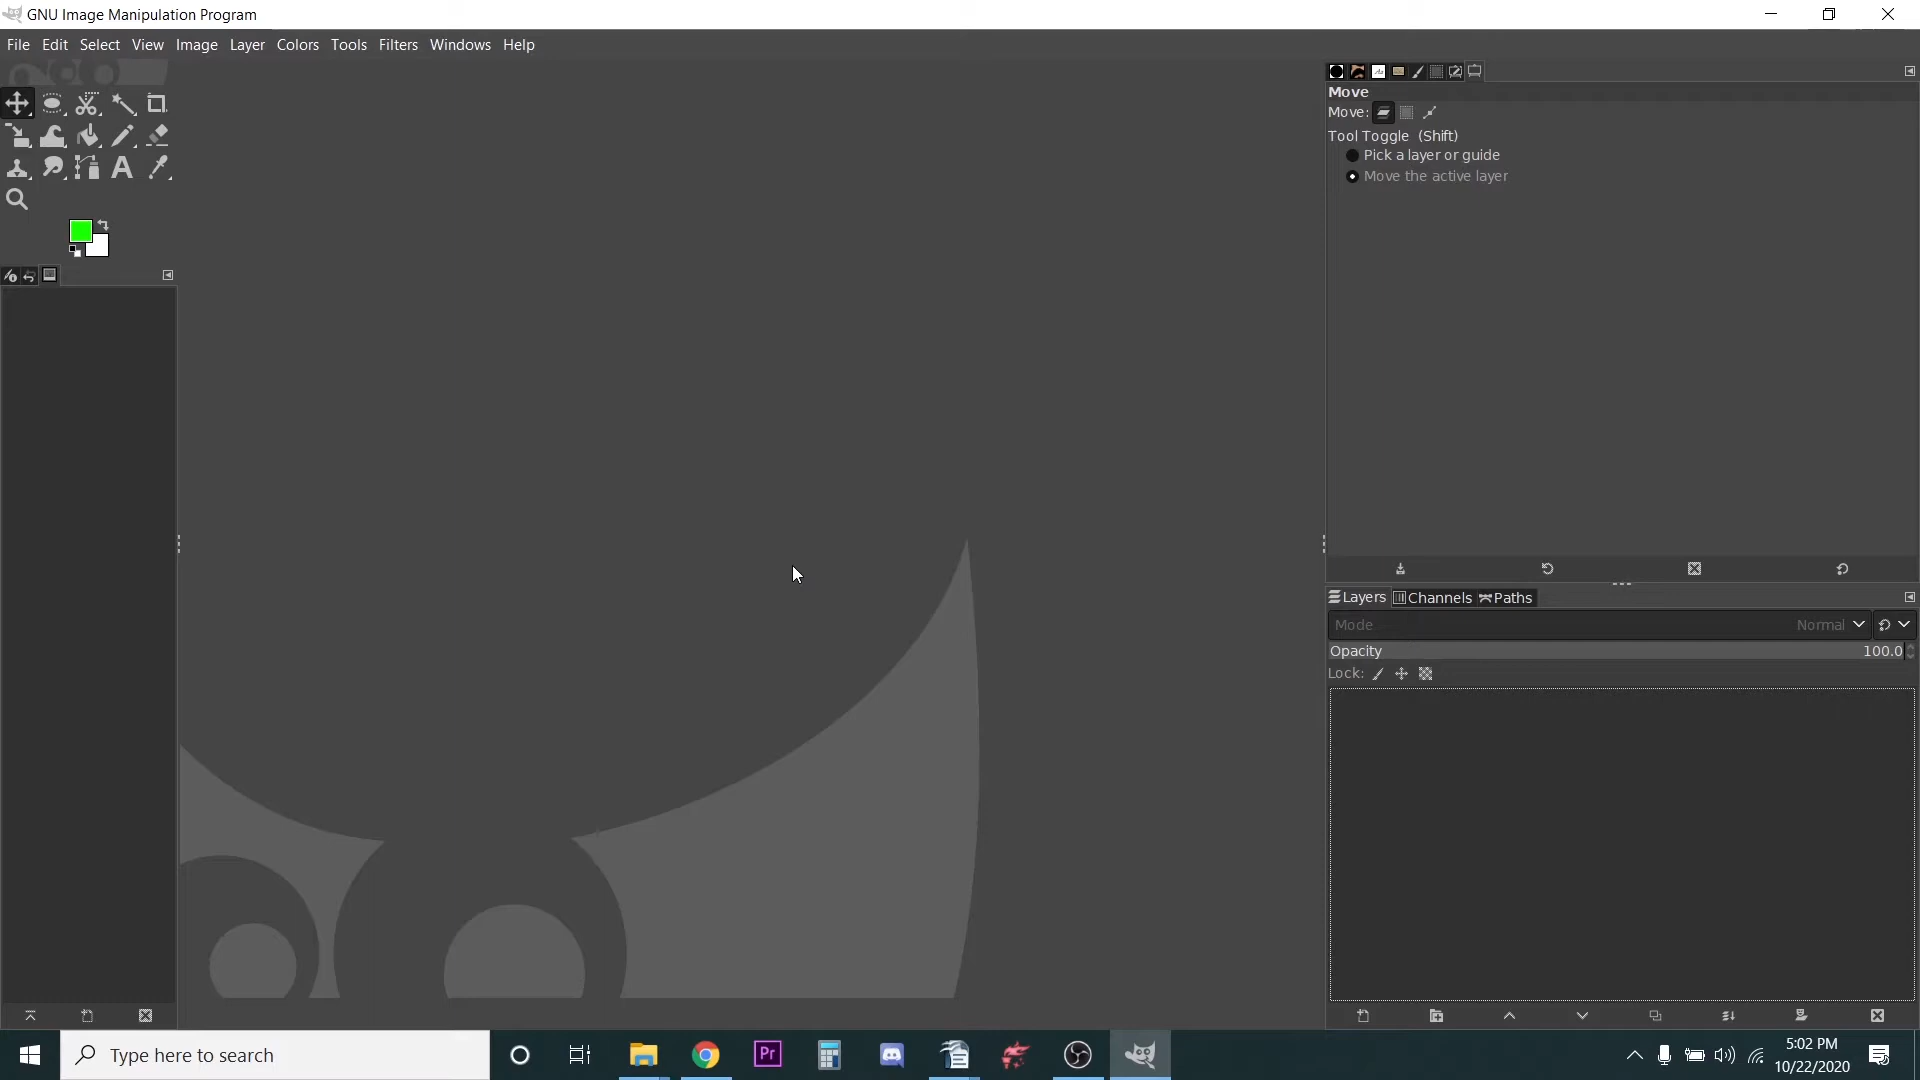 GNU Image Manipulation Program
File Edit Select View Image Layer Colors Tools Filters Windows Help
Move
Move:
Tool Toggle (Shift)
Pick a layer or guide
Move the active layer
A
Layers Channels Paths
Mode Normal
Opacity 100.0
Lock:
Type here to search
Pr
5:02 PM
10/22/2020